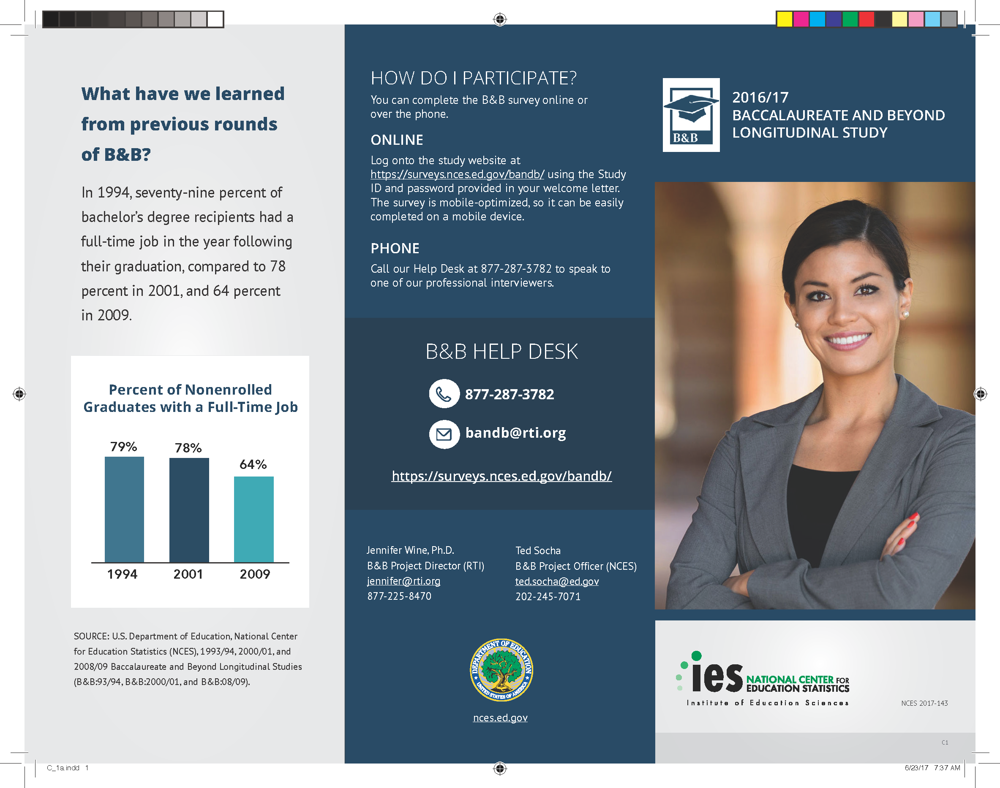 What have we learned
from previous rounds
of B&B?
In 1994, seventy-nine percent of
bachelor's degree recipients had a
full-time job in the year following
their graduation, compared to 78
percent in 2001, and 64 percent
in 2009.
Percent of Nonenrolled
Graduates with a Full-Time Job
79%
78%
64%
1994
2001
2009
SOURCE: U.S. Department of Education, National Center
for Education Statistics (NCES), 1993/94, 2000/01, and
2008/09 Baccalaureate and Beyond Longitudinal Studies
(B&B:93/94, B&B:2000/01, and B&B:08/09).
HOW DO I PARTICIPATE?
You can complete the B&B survey online or
over the phone.
ONLINE
Log onto the study website at
https://surveys.nces.ed.gov/bandb/ using the Study
ID and password provided in your welcome letter.
The survey is mobile-optimized, so it can be easily
completed on a mobile device.
PHONE
Call our Help Desk at 877-287-3782 to speak to
one of our professional interviewers.
B&B HELP DESK
877-287-3782
bandb@rti.org
https://surveys.nces.ed.gov/bandb/
Jennifer Wine, Ph.D.
B&B Project Director (RTI)
jennifer@rti.org
877-225-8470
Ted Socha
B&B Project Officer (NCES)
ted.socha@ed.gov
202-245-7071
DEPARTMENT OF EDUCATION
UNITED STATES OF AMERICA
nces.ed.gov
B&B
2016/17
BACCALAUREATE AND BEYOND
LONGITUDINAL STUDY
ies
NATIONAL CENTER FOR
EDUCATION STATISTICS
Institute of Education Sciences
NCES 2017-143
C1
C_1a.indd 1
6/23/17 7:37 AM